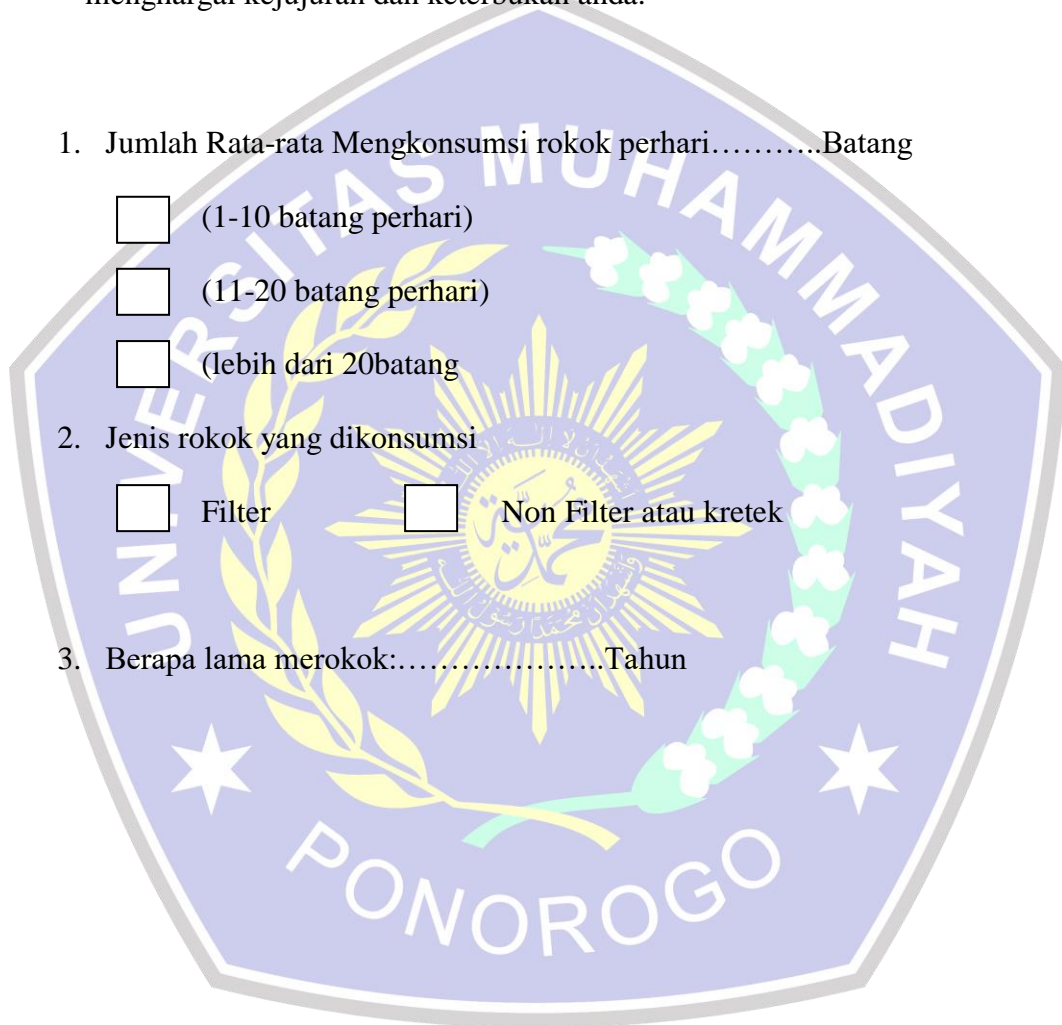 menghargai kejujuran dan keterbukan anda.
1. Jumlah Rata-rata Mengkonsumsi rokok perhari………..Batang
(1-10 batang perhari)
(11-20 batang perhari)
(lebih dari 20batang
2. Jenis rokok yang dikonsumsi
Filter Non Filter atau kretek
3. Berapa lama merokok:…………………..Tahun
UNIVERSITAS MUHAMMADIYAH
PONOROGO
محمد